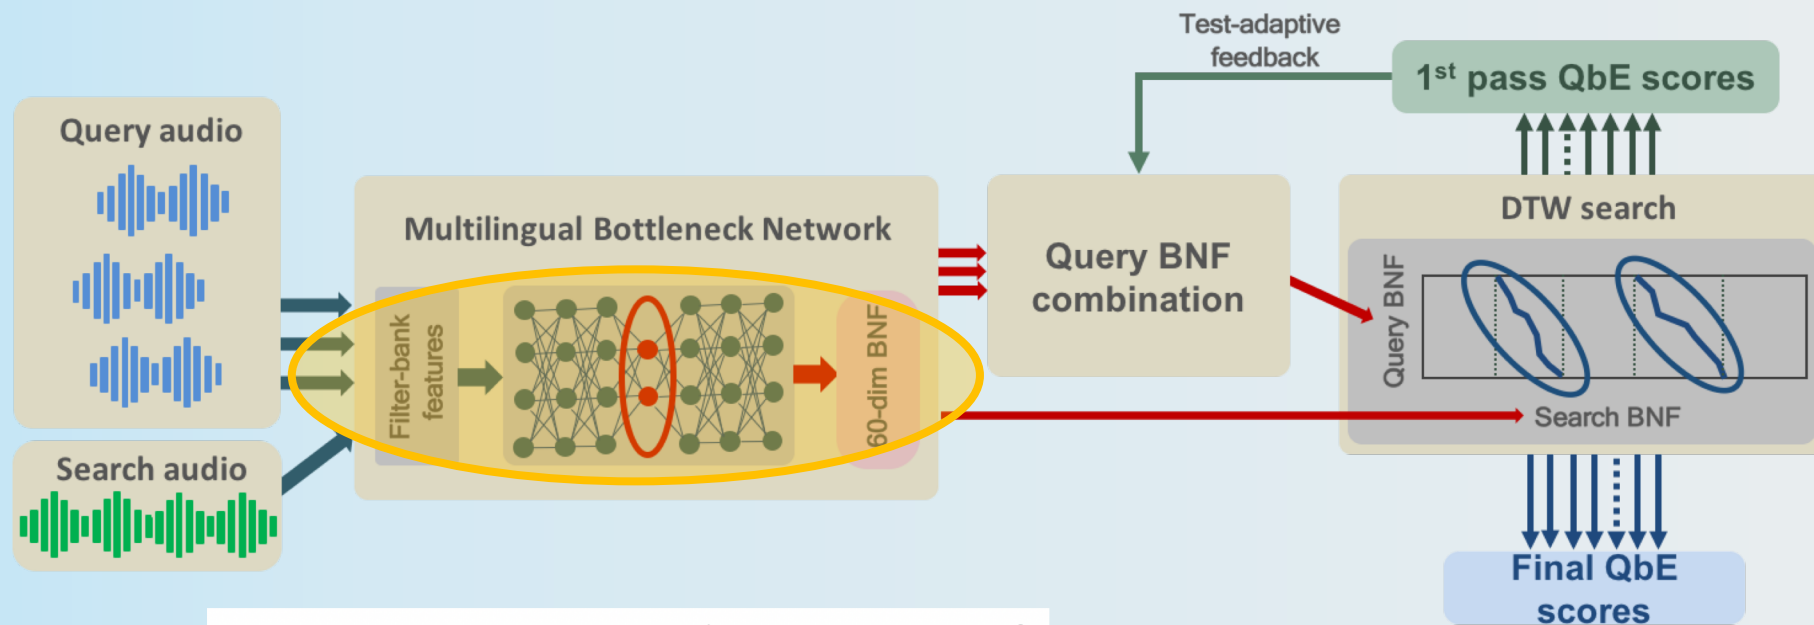 Test-adaptive
feedback
1st pass QbE scores
Query audio
Multilingual Bottleneck Network
Filter-bank
features
60-dim BNF
Query BNF
combination
DTW search
Query BNF
Search BNF
Search audio
Final QbE
scores